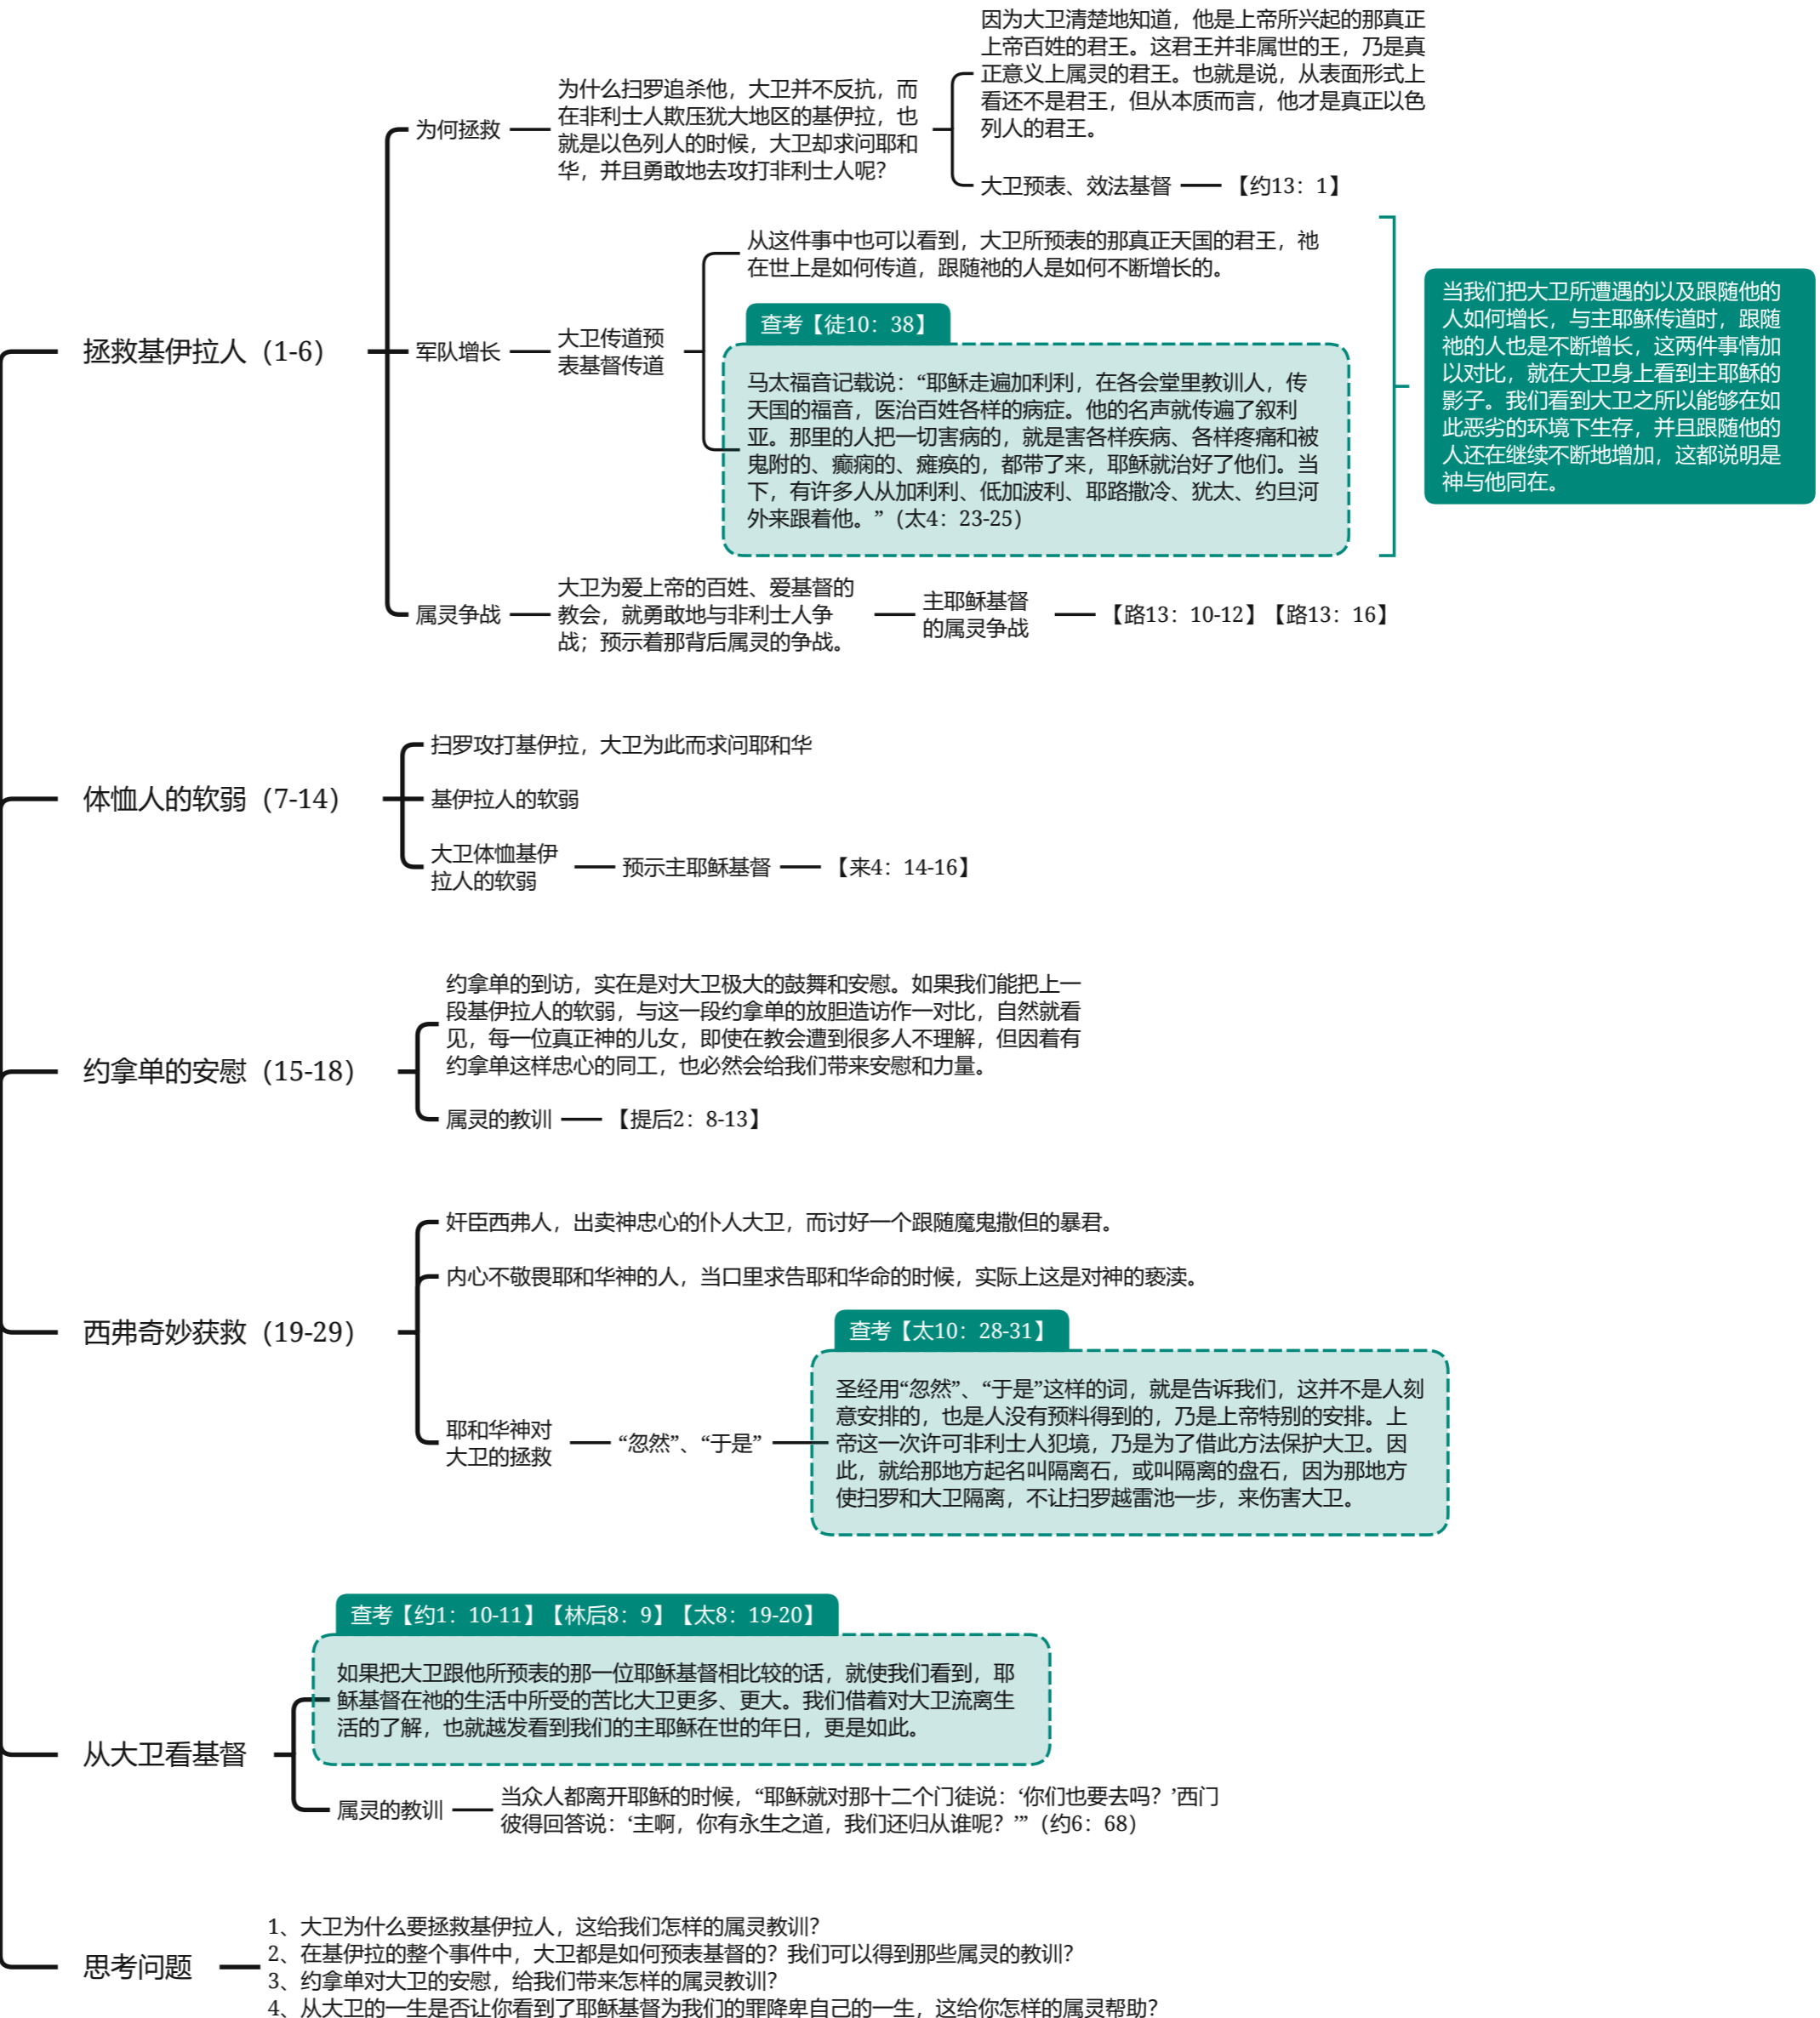 拯救基伊拉人（1-6）
为何拯救
为什么扫罗追杀他，大卫并不反抗，而
在非利士人欺压犹大地区的基伊拉，也
就是以色列人的时候，大卫却求问耶和
华，并且勇敢地去攻打非利士人呢？
因为大卫清楚地知道，他是上帝所兴起的那真正
上帝百姓的君王。这君王并非属世的王，乃是真
正意义上属灵的君王。也就是说，从表面形式上
看还不是君王，但从本质而言，他才是真正以色
列人的君王。
大卫预表、效法基督
【约13：1】
军队增长
大卫传道预
表基督传道
从这件事中也可以看到，大卫所预表的那真正天国的君王，祂
在世上是如何传道，跟随祂的人是如何不断增长的。
查考【徒10：38】
马太福音记载说：“耶稣走遍加利利，在各会堂里教训人，传
天国的福音，医治百姓各样的病症。他的名声就传遍了叙利
亚。那里的人把一切害病的，就是害各样疾病、各样疼痛和被
鬼附的、癫痫的、瘫痪的，都带了来，耶稣就治好了他们。当
下，有许多人从加利利、低加波利、耶路撒冷、犹太、约旦河
外来跟着他。”（太4：23-25）
当我们把大卫所遭遇的以及跟随他的
人如何增长，与主耶稣传道时，跟随
祂的人也是不断增长，这两件事情加
以对比，就在大卫身上看到主耶稣的
影子。我们看到大卫之所以能够在如
此恶劣的环境下生存，并且跟随他的
人还在继续不断地增加，这都说明是
神与他同在。
属灵争战
大卫为爱上帝的百姓、爱基督的
教会，就勇敢地与非利士人争
战；预示着那背后属灵的争战。
主耶稣基督
的属灵争战
【路13：10-12】【路13：16】
体恤人的软弱（7-14）
扫罗攻打基伊拉，大卫为此而求问耶和华
基伊拉人的软弱
大卫体恤基伊
拉人的软弱
预示主耶稣基督
【来4：14-16】
约拿单的安慰（15-18）
约拿单的到访，实在是对大卫极大的鼓舞和安慰。如果我们能把上一
段基伊拉人的软弱，与这一段约拿单的放胆造访作一对比，自然就看
见，每一位真正神的儿女，即使在教会遭到很多人不理解，但因着有
约拿单这样忠心的同工，也必然会给我们带来安慰和力量。
属灵的教训
【提后2：8-13】
西弗奇妙获救（19-29）
奸臣西弗人，出卖神忠心的仆人大卫，而讨好一个跟随魔鬼撒但的暴君。
内心不敬畏耶和华神的人，当口里求告耶和华命的时候，实际上这是对神的亵渎。
耶和华神对
大卫的拯救
“忽然”、“于是”
查考【太10：28-31】
圣经用“忽然”、“于是”这样的词，就是告诉我们，这并不是人刻
意安排的，也是人没有预料得到的，乃是上帝特别的安排。上
帝这一次许可非利士人犯境，乃是为了借此方法保护大卫。因
此，就给那地方起名叫隔离石，或叫隔离的盘石，因为那地方
使扫罗和大卫隔离，不让扫罗越雷池一步，来伤害大卫。
从大卫看基督
查考【约1：10-11】【林后8：9】【太8：19-20】
如果把大卫跟他所预表的那一位耶稣基督相比较的话，就使我们看到，耶
稣基督在祂的生活中所受的苦比大卫更多、更大。我们借着对大卫流离生
活的了解，也就越发看到我们的主耶稣在世的年日，更是如此。
属灵的教训
当众人都离开耶稣的时候，“耶稣就对那十二个门徒说：‘你们也要去吗？’西门
彼得回答说：‘主啊，你有永生之道，我们还归从谁呢？’”（约6：68）
思考问题
1、大卫为什么要拯救基伊拉人，这给我们怎样的属灵教训？
2、在基伊拉的整个事件中，大卫都是如何预表基督的？我们可以得到那些属灵的教训？
3、约拿单对大卫的安慰，给我们带来怎样的属灵教训？
4、从大卫的一生是否让你看到了耶稣基督为我们的罪降卑自己的一生，这给你怎样的属灵帮助？